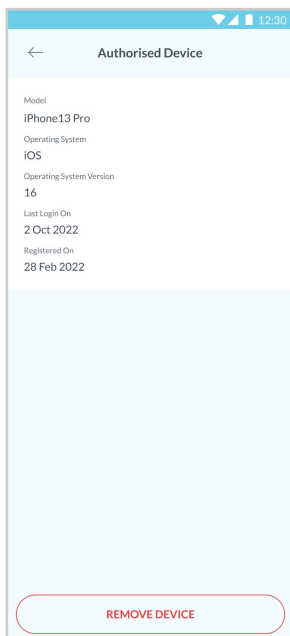 12:30
Authorised Device
Model
iPhone13 Pro
Operating System
iOS
Operating System Version
16
Last Login On
2 Oct 2022
Registered On
28 Feb 2022
REMOVE DEVICE